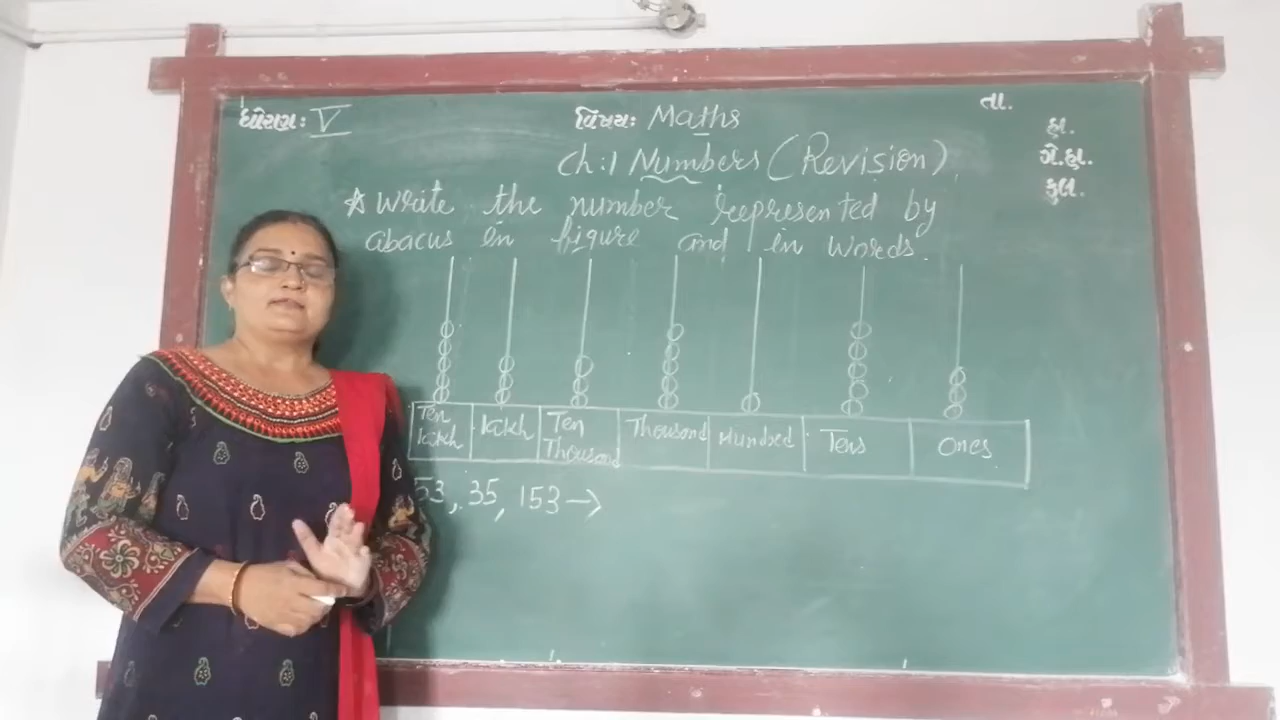 ધોરણ: V વિષય: Maths તા.
Ch:1 Numbers (Revision) હા.
ગે.હા.
કુલ.
☆ Write the number represented by
abacus in figure and in words.
Ten Lakh Lakh Ten Thousand Thousand Hundred Tens Ones
53, 35, 153 →